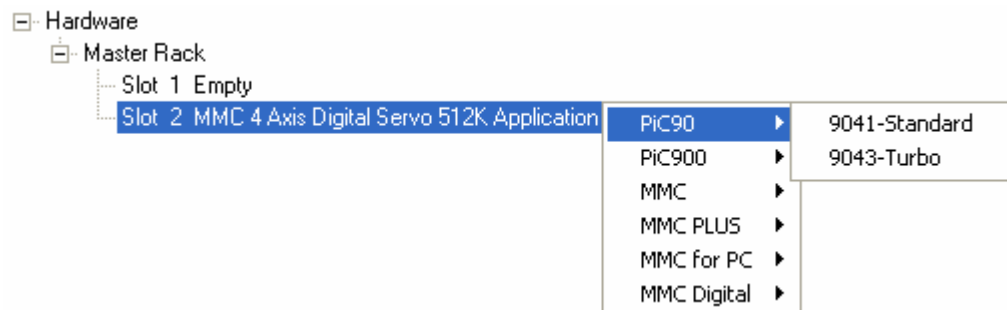 Hardware
Master Rack
Slot 1 Empty
Slot 2 MMC 4 Axis Digital Servo 512K Application
PiC90
9041-Standard
PiC900
9043-Turbo
MMC
MMC PLUS
MMC for PC
MMC Digital